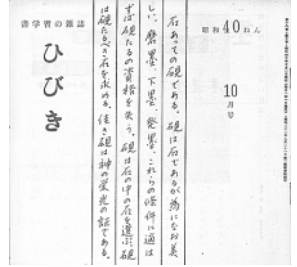 昭和40ねん
10月号
石あっての硯である。硯は石であるが為になお美
しい。磨墨、下墨、発墨、これらの條件に適は
ずば硯たるの資格を失う。硯は石の中の石を選ぶ、硯
は硯たるべき石を求める。佳き硯は神の栄光の証である。
書学習の雑誌
ひびき